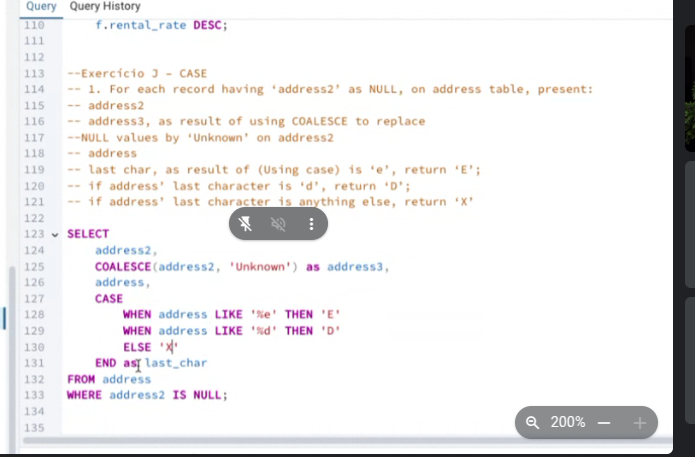 Query Query History
110 f.rental_rate DESC;
111
112
113 --Exercício J - CASE
114 -- 1. For each record having ‘address2’ as NULL, on address table, present:
115 -- address2
116 -- address3, as result of using COALESCE to replace
117 --NULL values by ‘Unknown’ on address2
118 -- address
119 -- last char, as result of (Using case) is ‘e’, return ‘E’;
120 -- if address’ last character is ‘d’, return ‘D’;
121 -- if address’ last character is anything else, return ‘X’
122
123 SELECT
124 address2,
125 COALESCE(address2, 'Unknown') as address3,
126 address,
127 CASE
128 WHEN address LIKE '%e' THEN 'E'
129 WHEN address LIKE '%d' THEN 'D'
130 ELSE 'X'
131 END as last_char
132 FROM address
133 WHERE address2 IS NULL;
134
135
200%